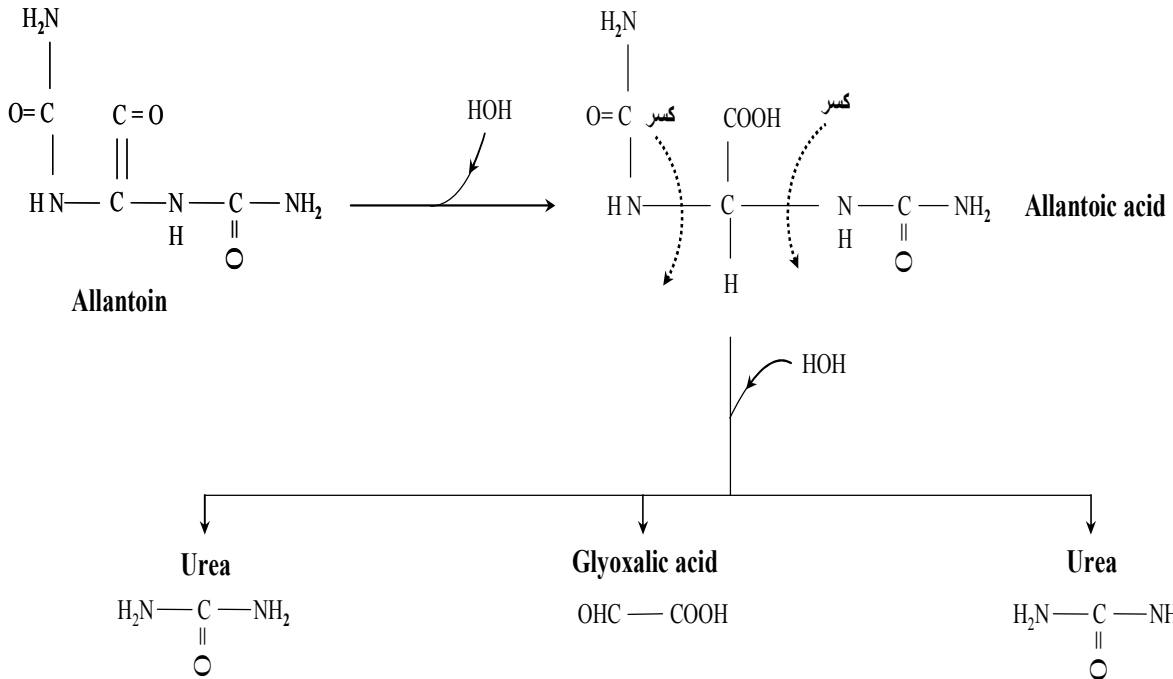 H₂N
O=C C=O
HN—C—N—C—NH₂
H
O
Allantoin
HOH
H₂N
O=C كسر COOH كسر
HN—C—N—C—NH₂ Allantoic acid
H
H O
HOH
Urea Glyoxalic acid Urea
H₂N—C—NH₂ OHC—COOH H₂N—C—NH
O O